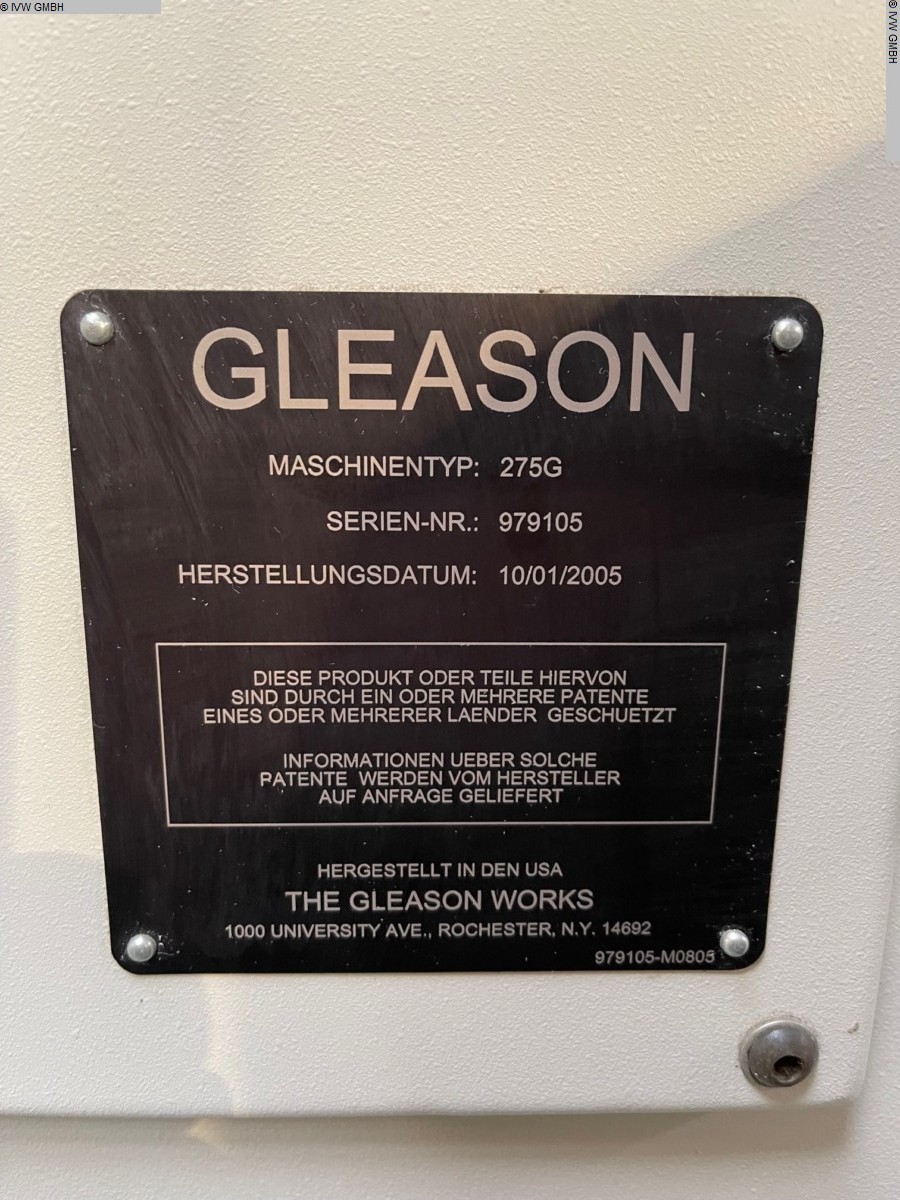 © IVW GMBH
© IVW GMBH
GLEASON
MASCHINENTYP: 275G
SERIEN-NR.: 979105
HERSTELLUNGSDATUM: 10/01/2005
DIESE PRODUKT ODER TEILE HIERVON
SIND DURCH EIN ODER MEHRERE PATENTE
EINES ODER MEHRERER LAENDER GESCHUETZT
INFORMATIONEN UEBER SOLCHE
PATENTE WERDEN VOM HERSTELLER
AUF ANFRAGE GELIEFERT
HERGESTELLT IN DEN USA
THE GLEASON WORKS
1000 UNIVERSITY AVE., ROCHESTER, N.Y. 14692
979105-M0805